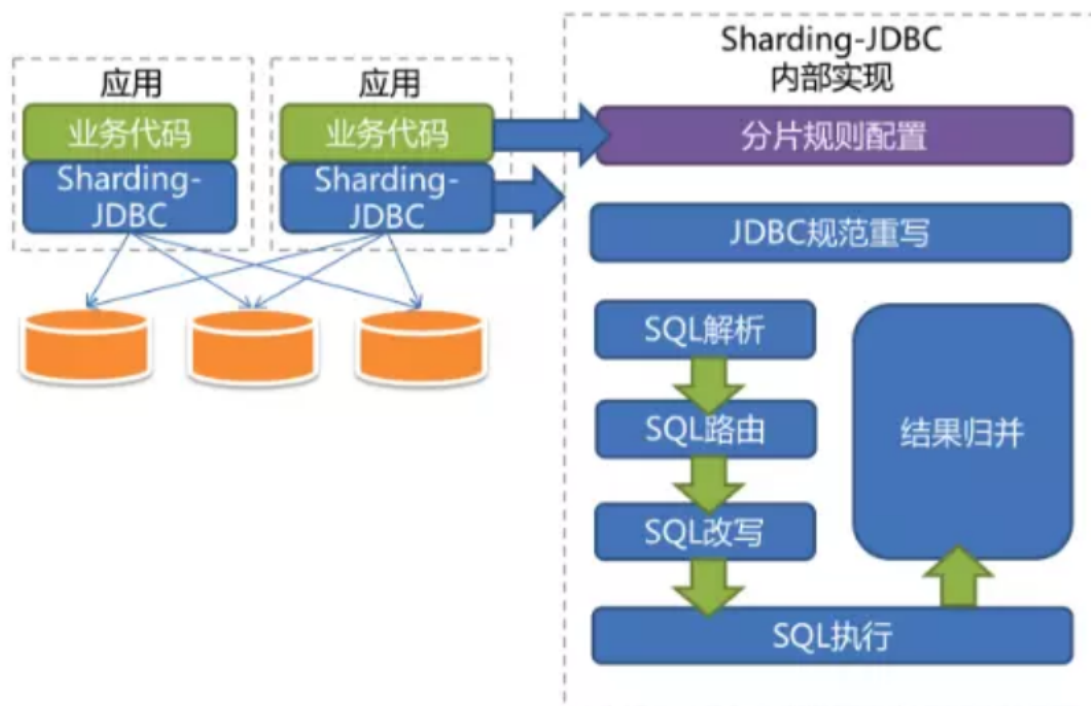 应用
业务代码
Sharding-
JDBC
应用
业务代码
Sharding-
JDBC
Sharding-JDBC
内部实现
分片规则配置
JDBC规范重写
SQL解析
SQL路由
SQL改写
SQL执行
结果归并